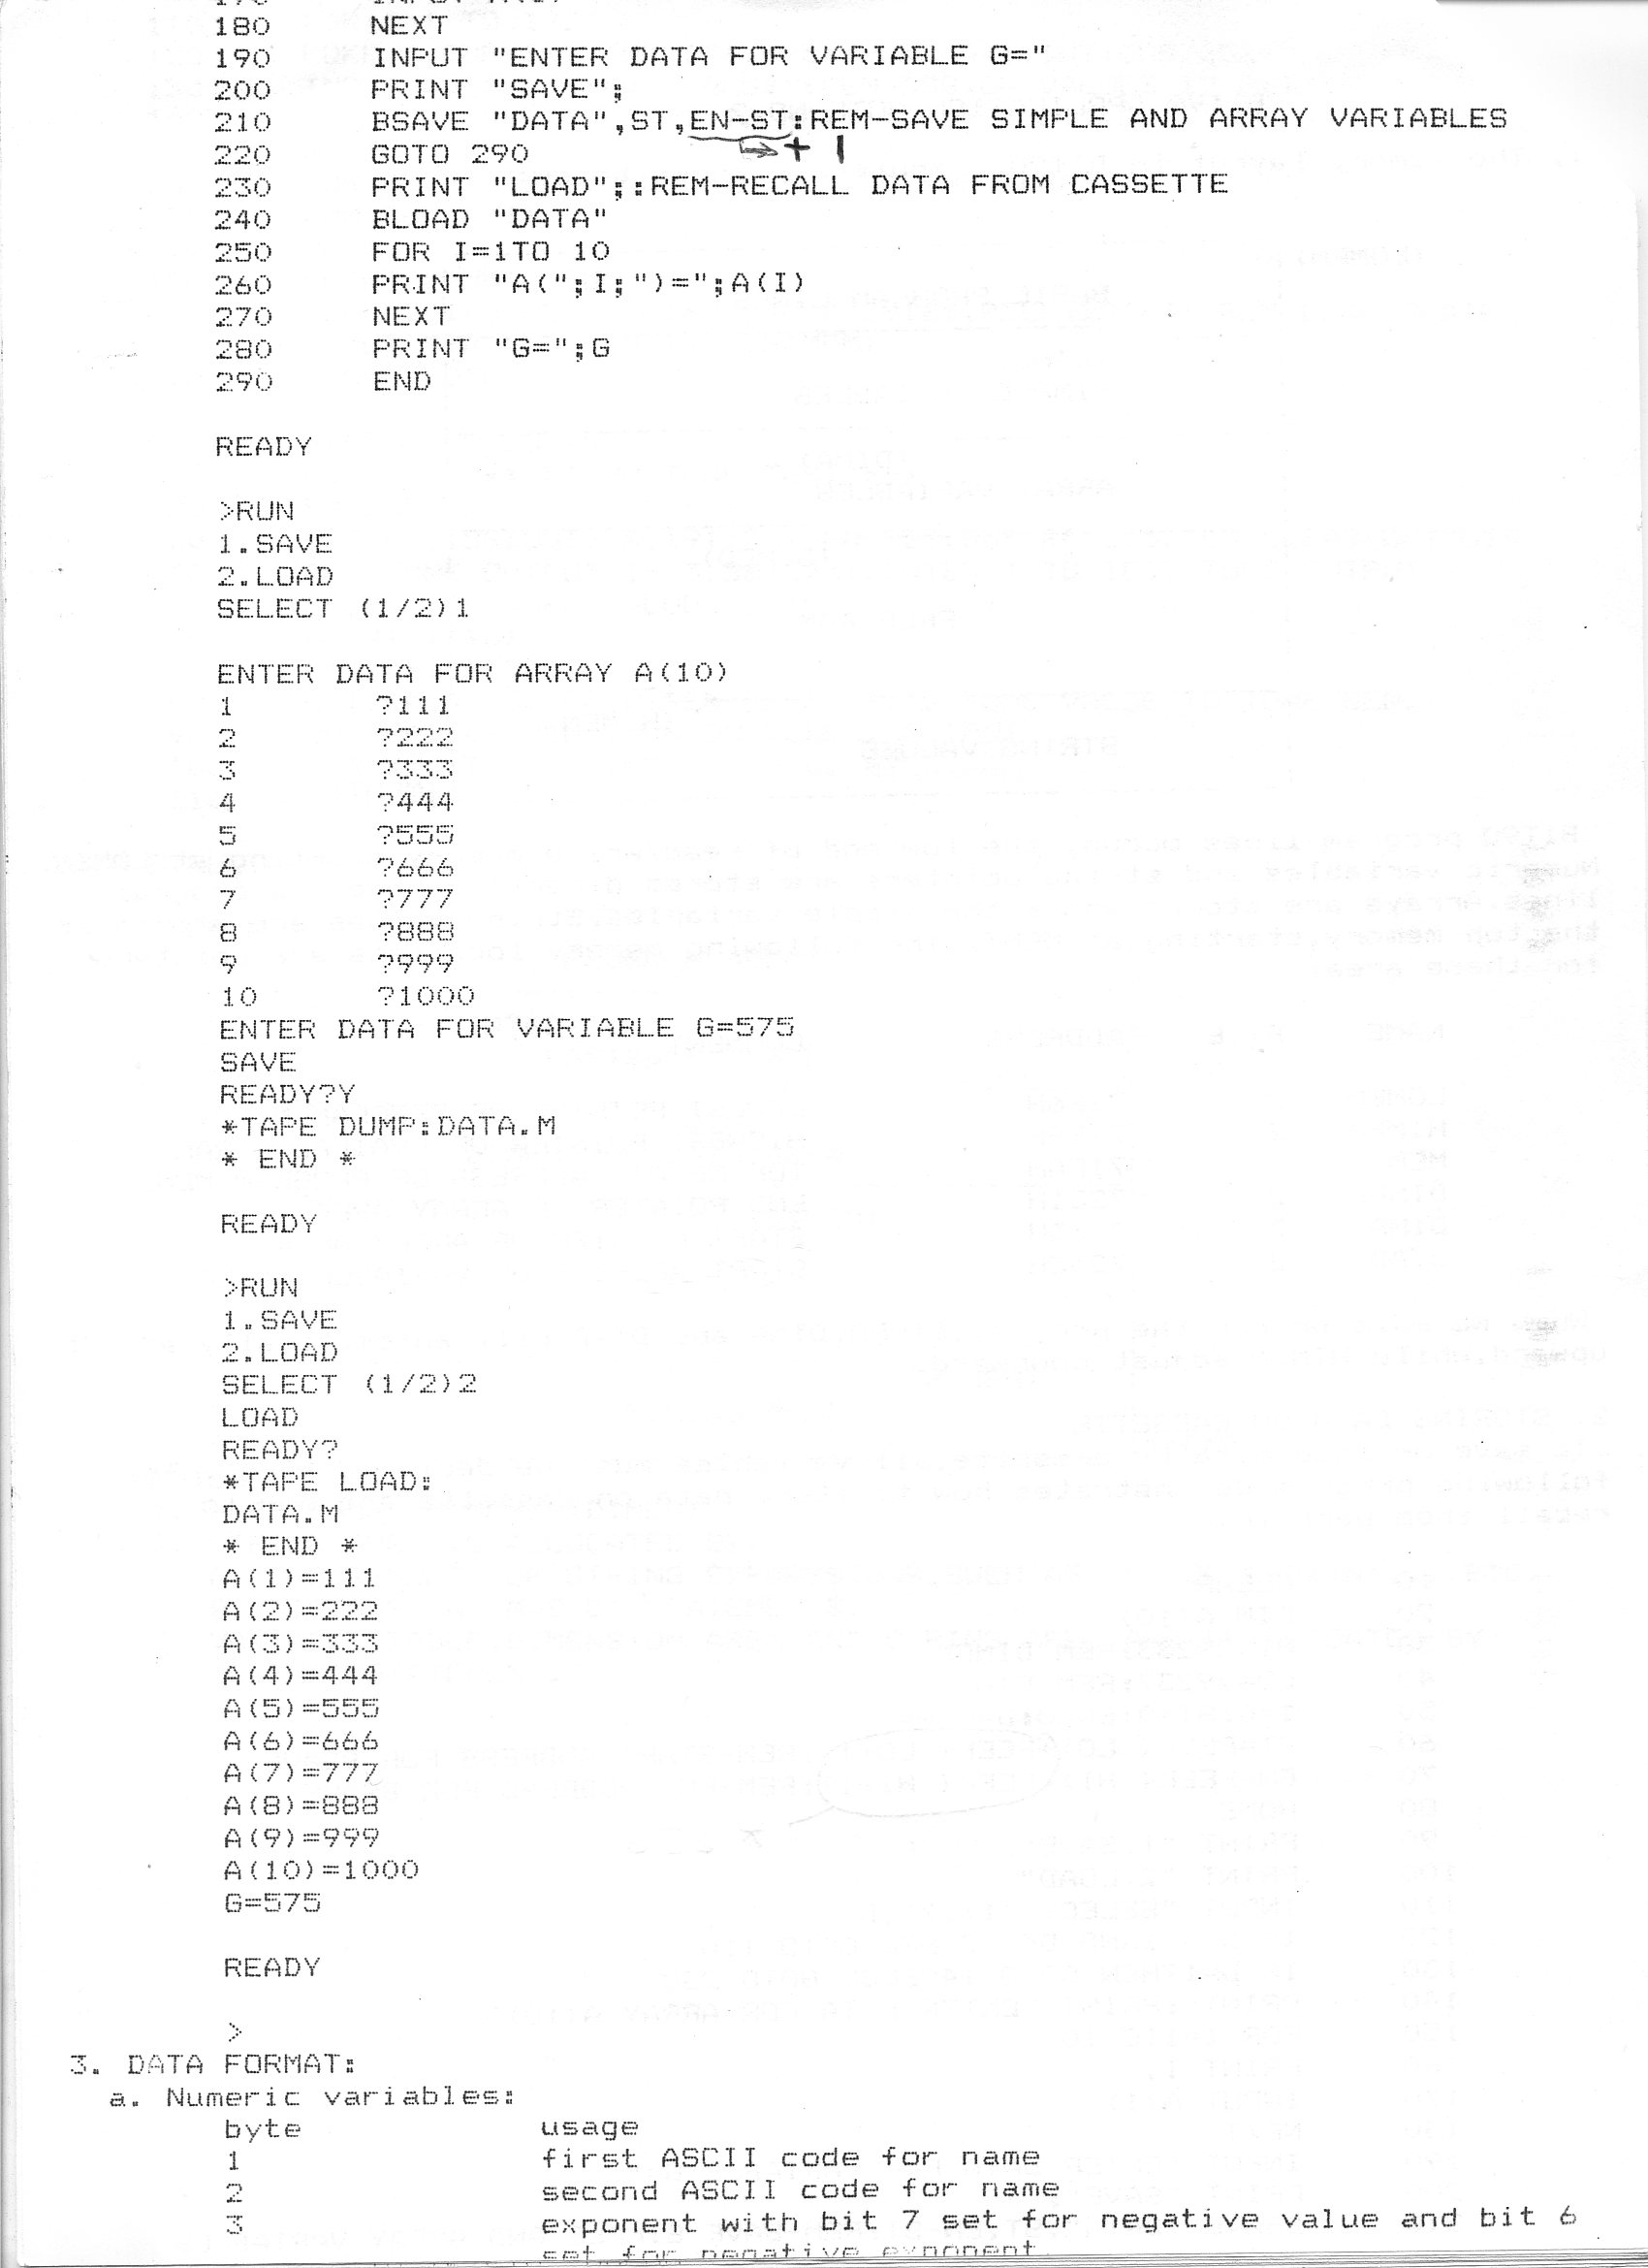 180 NEXT
190 INPUT "ENTER DATA FOR VARIABLE G="
200 PRINT "SAVE";
210 BSAVE "DATA",ST,EN-ST:REM-SAVE SIMPLE AND ARRAY VARIABLES
+ 1
220 GOTO 290
230 PRINT "LOAD";:REM-RECALL DATA FROM CASSETTE
240 BLOAD "DATA"
250 FOR I=1TO 10
260 PRINT "A(";I;")=";A(I)
270 NEXT
280 PRINT "G=";G
290 END
READY
>RUN
1.SAVE
2.LOAD
SELECT (1/2)1
ENTER DATA FOR ARRAY A(10)
1 ?111
2 ?222
3 ?333
4 ?444
5 ?555
6 ?666
7 ?777
8 ?888
9 ?999
10 ?1000
ENTER DATA FOR VARIABLE G=575
SAVE
READY?Y
*TAPE DUMP:DATA.M
* END *
READY
>RUN
1.SAVE
2.LOAD
SELECT (1/2)2
LOAD
READY?
*TAPE LOAD:
DATA.M
* END *
A(1)=111
A(2)=222
A(3)=333
A(4)=444
A(5)=555
A(6)=666
A(7)=777
A(8)=888
A(9)=999
A(10)=1000
G=575
READY
>
3. DATA FORMAT:
a. Numeric variables:
byte usage
1 first ASCII code for name
2 second ASCII code for name
3 exponent with bit 7 set for negative value and bit 6
set for negative exponent